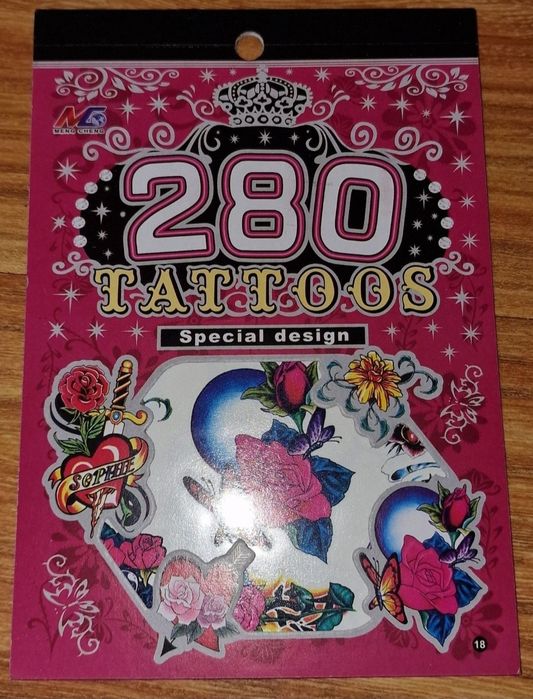 MENG CHENG
280
TATTOOS
Special design
SOPHIE
18